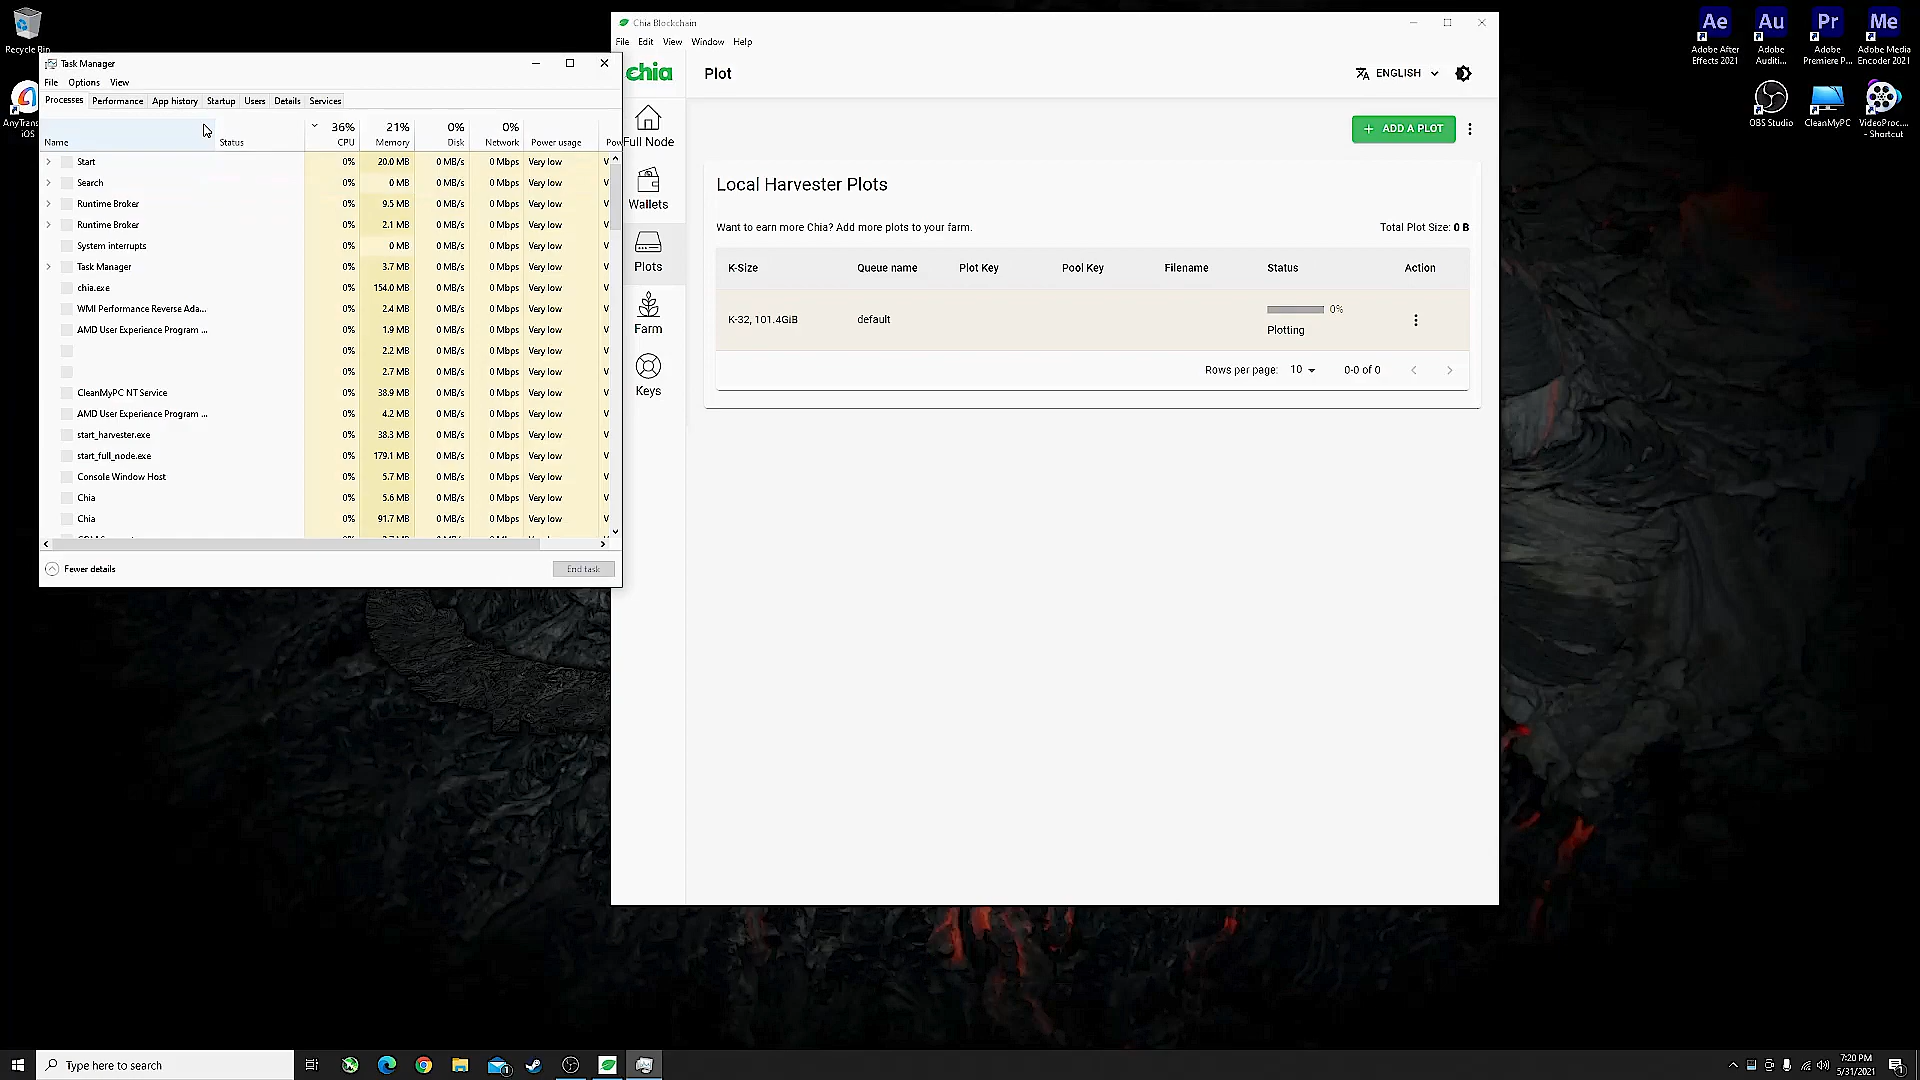 Recycle Bin
AnyTrans
iOS
Task Manager
File Options View
Processes Performance App history Startup Users Details Services
36% 21% 0% 0%
Name Status CPU Memory Disk Network Power usage Pow
Start 0% 20.0 MB 0 MB/s 0 Mbps Very low V
Search 0% 0 MB 0 MB/s 0 Mbps Very low V
Runtime Broker 0% 9.5 MB 0 MB/s 0 Mbps Very low V
Runtime Broker 0% 2.1 MB 0 MB/s 0 Mbps Very low V
System interrupts 0% 0 MB 0 MB/s 0 Mbps Very low V
Task Manager 0% 3.7 MB 0 MB/s 0 Mbps Very low V
chia.exe 0% 154.0 MB 0 MB/s 0 Mbps Very low V
WMI Performance Reverse Ada... 0% 2.4 MB 0 MB/s 0 Mbps Very low V
AMD User Experience Program ... 0% 1.9 MB 0 MB/s 0 Mbps Very low V
0% 2.2 MB 0 MB/s 0 Mbps Very low V
0% 2.7 MB 0 MB/s 0 Mbps Very low V
CleanMyPC NT Service 0% 38.9 MB 0 MB/s 0 Mbps Very low V
AMD User Experience Program ... 0% 4.2 MB 0 MB/s 0 Mbps Very low V
start_harvester.exe 0% 38.3 MB 0 MB/s 0 Mbps Very low V
start_full_node.exe 0% 179.1 MB 0 MB/s 0 Mbps Very low V
Console Window Host 0% 5.7 MB 0 MB/s 0 Mbps Very low V
Chia 0% 5.6 MB 0 MB/s 0 Mbps Very low V
Chia 0% 91.7 MB 0 MB/s 0 Mbps Very low V
Fewer details End task
Chia Blockchain
File Edit View Window Help
chia Plot ENGLISH
Full Node
Wallets
Plots
Farm
Keys
+ ADD A PLOT
Local Harvester Plots
Want to earn more Chia? Add more plots to your farm. Total Plot Size: 0 B
K-Size Queue name Plot Key Pool Key Filename Status Action
K-32, 101.4GiB default 0%
Plotting
Rows per page: 10 0-0 of 0
Ae Au Pr Me
Adobe After Effects 2021
Adobe Auditi...
Adobe Premiere P...
Adobe Media Encoder 2021
OBS Studio
CleanMyPC
VideoProc... - Shortcut
Type here to search
7:20 PM
5/31/2021